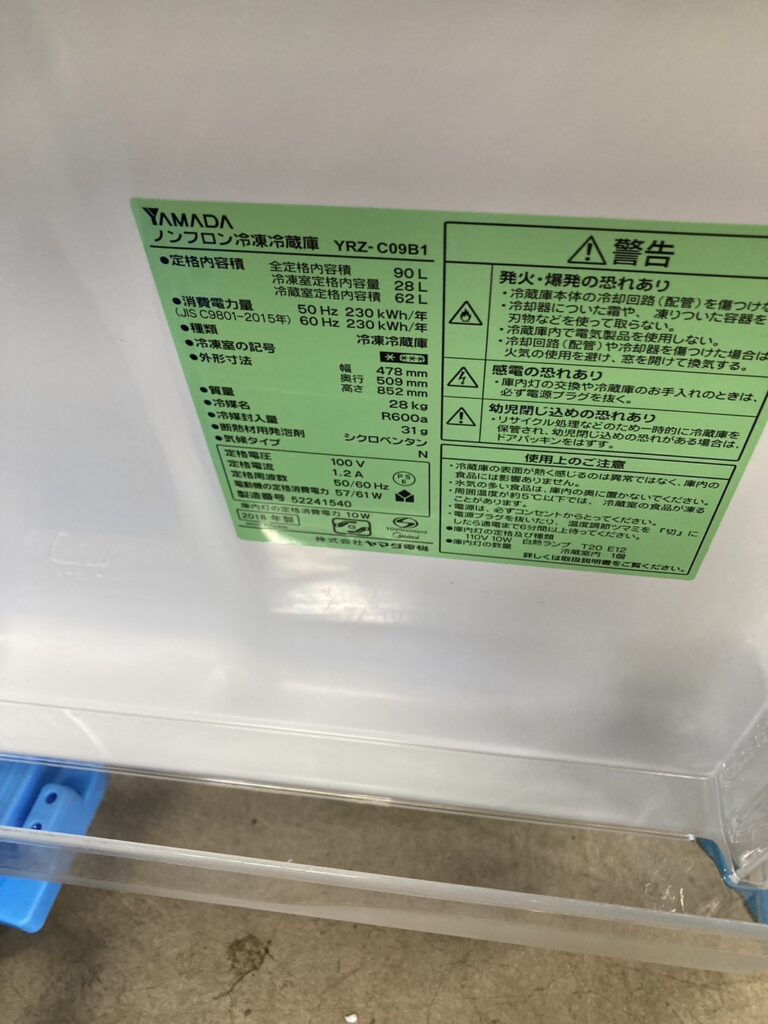 YAMADA
ノンフロン冷凍冷蔵庫 YRZ-C09B1
●定格内容積 全定格内容積 90 L
冷凍室定格内容量 28 L
冷蔵室定格内容積 62 L
●消費電力量 50 Hz 230 kWh/年
(JIS C9801-2015年) 60 Hz 230 kWh/年
●種類 冷凍冷蔵庫
●冷凍室の記号
●外形寸法 幅 478 mm
奥行 509 mm
高さ 852 mm
●質量 28 kg
●冷媒名 R600a
●冷媒封入量 31 g
●断熱材用発泡剤 シクロペンタン
●気候タイプ N
定格電圧 100 V
定格電流 1.2 A
定格周波数 50/60 Hz
電動機の定格消費電力 57/61 W
製造番号 52241540
庫内灯の定格消費電力 10 W
2018 年製
株式会社 ヤマダ電機
PSE
Midea
警告
発火・爆発の恐れあり
・冷蔵庫本体の冷却回路(配管)を傷つけな
・冷却器についた霜や、凍りついた容器を
刃物などを使って取らない。
・冷蔵庫内で電気製品を使用しない。
・冷却回路(配管)や冷却器を傷つけた場合は
火気の使用を避け、窓を開けて換気する。
感電の恐れあり
・庫内灯の交換や冷蔵庫のお手入れのときは、
必ず電源プラグを抜く。
幼児閉じ込めの恐れあり
・リサイクル処理などのため一時的に冷蔵庫を
保管され、幼児閉じ込めの恐れがある場合は、
ドアパッキンをはずす。
使用上のご注意
・冷蔵庫の表面が熱く感じるのは異常ではなく、庫内の
食品には影響ありません。
・水気の多い食品は、庫内の奥に置かないでください。
・周囲温度が約5℃以下では、冷蔵室の食品が凍る
ことがあります。
・電源は、必ずコンセントからとってください。
・電源プラグを抜いたり、温度調節ツマミを「切」に
したら通電まで6分間以上待ってください。
●庫内灯の定格及び種類
110V 10W 白熱ランプ T20 E12
●庫内灯の数量 冷蔵室内 1個
詳しくは取扱説明書をご覧ください。